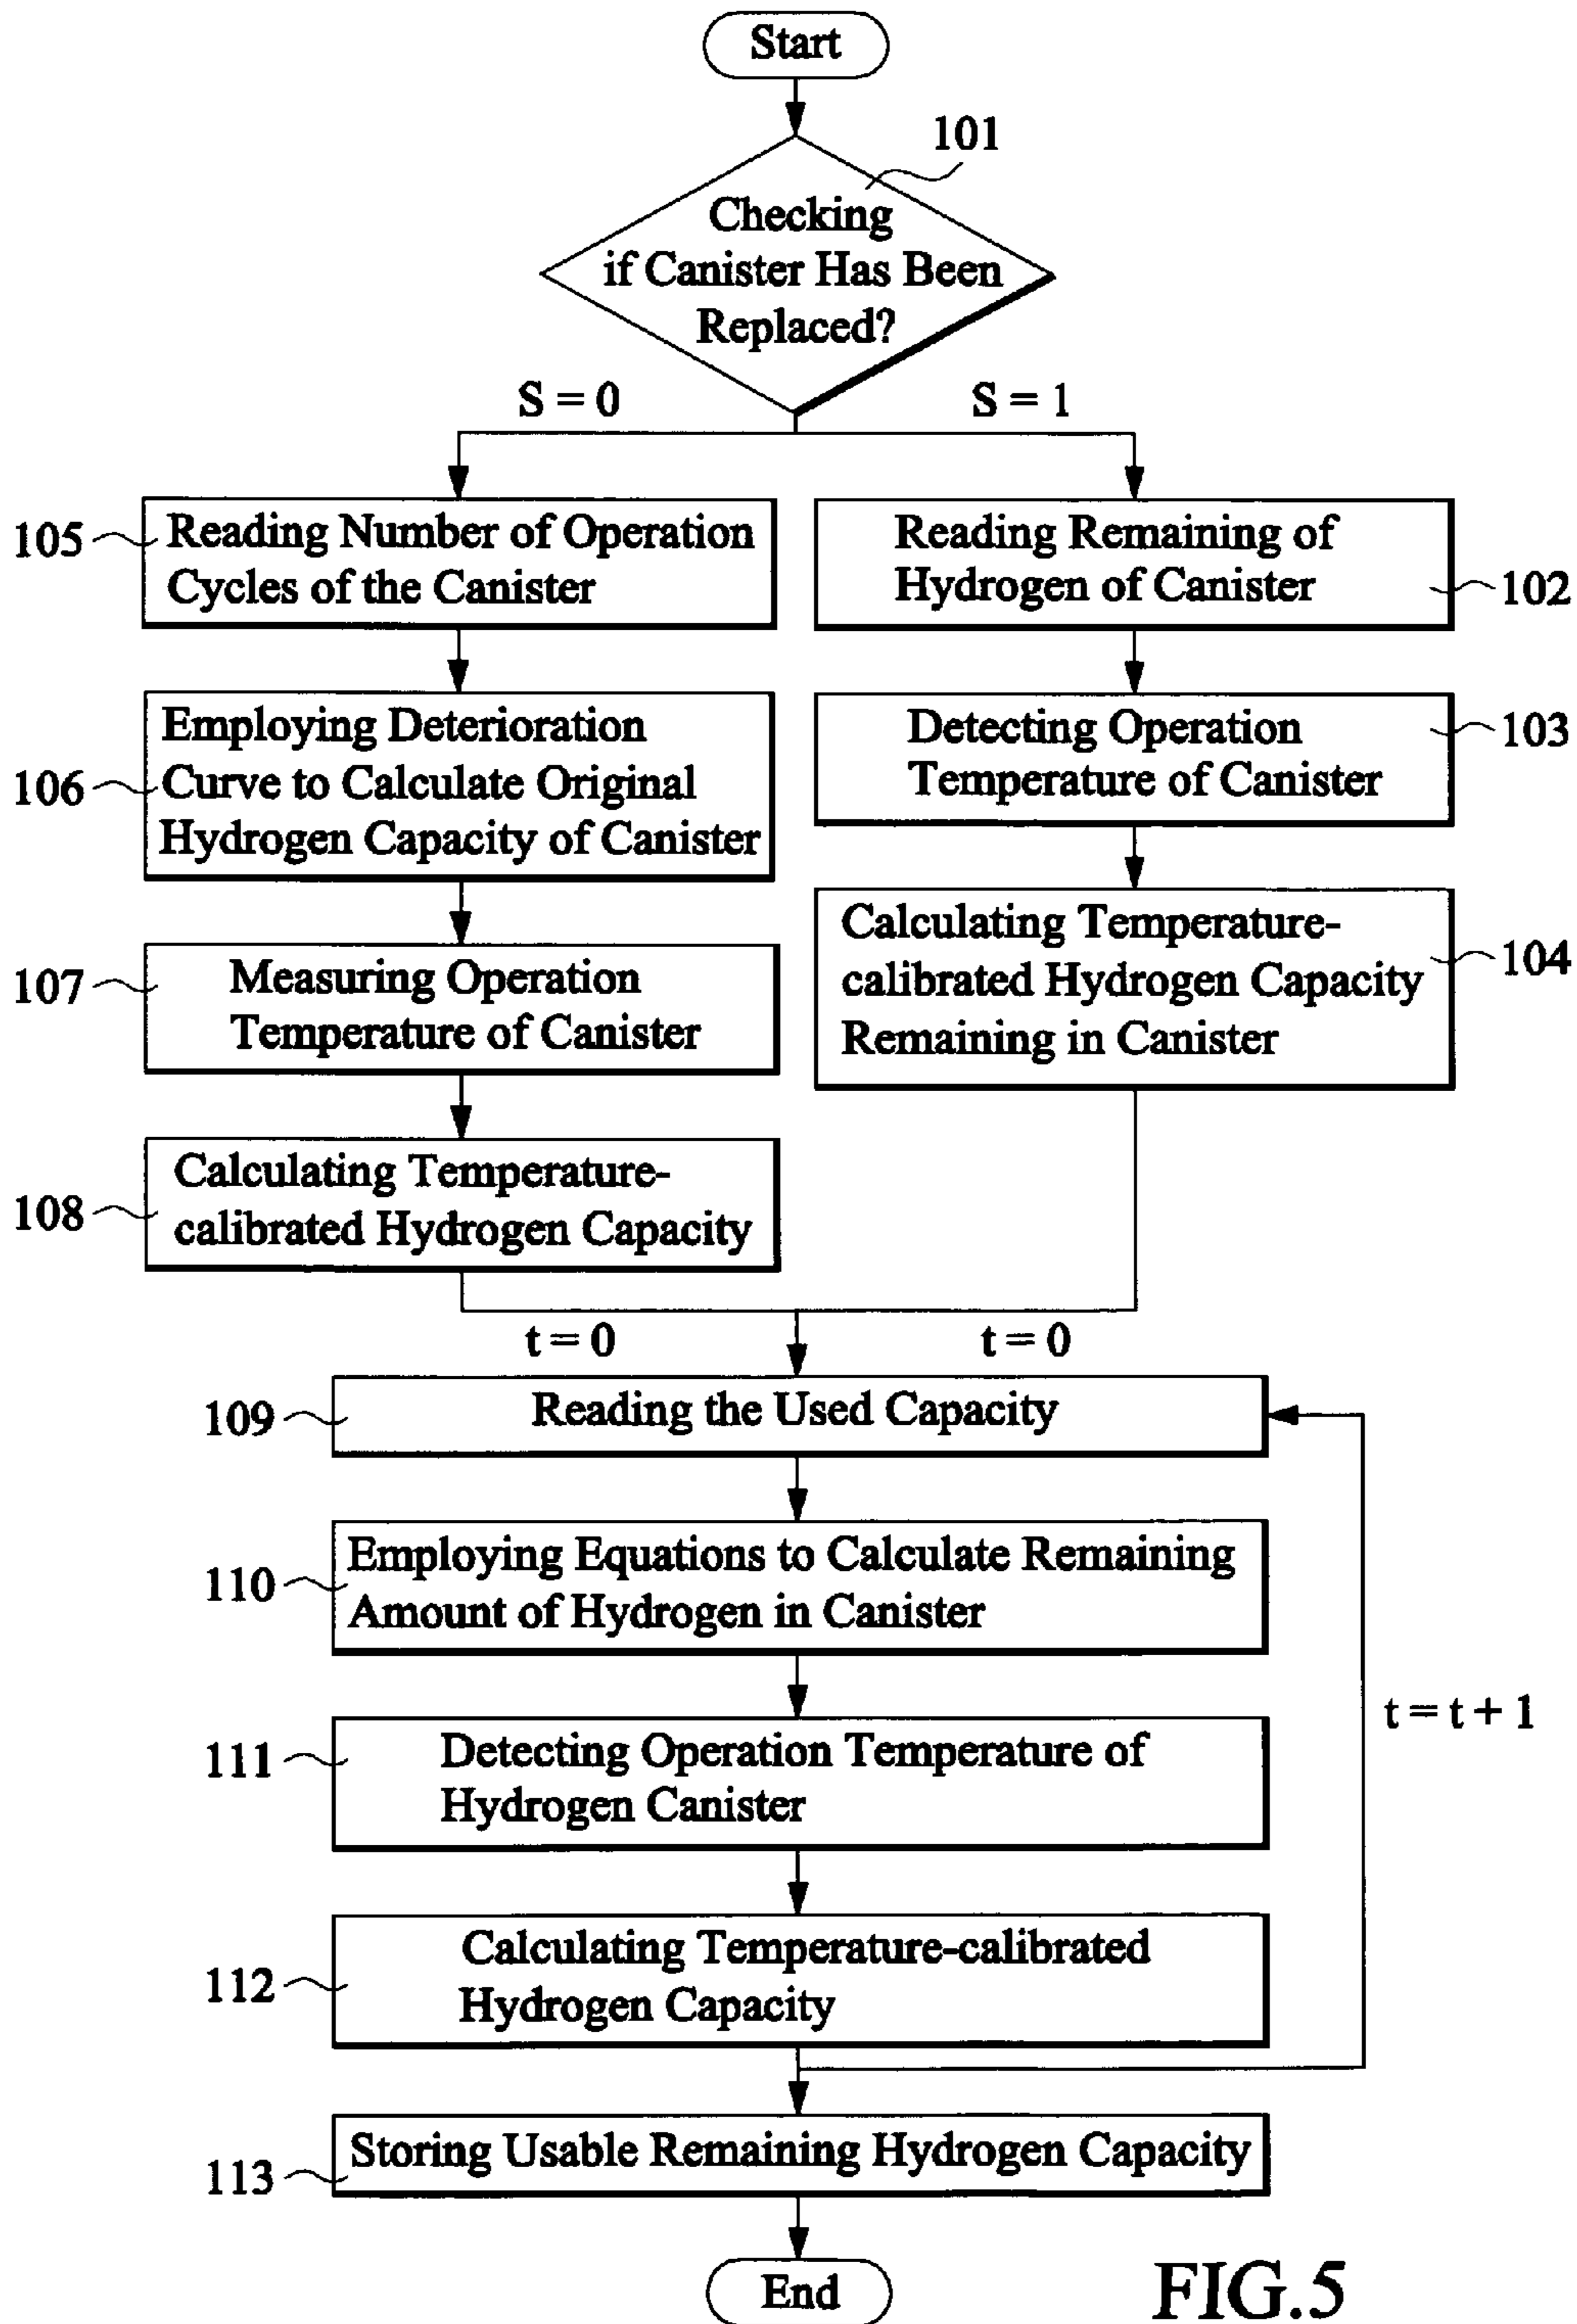 Start
101
Checking
if Canister Has Been
Replaced?
S = 0
S = 1
105
Reading Number of Operation
Cycles of the Canister
Reading Remaining of
Hydrogen of Canister
102
106
Employing Deterioration
Curve to Calculate Original
Hydrogen Capacity of Canister
Detecting Operation
Temperature of Canister
103
107
Measuring Operation
Temperature of Canister
Calculating Temperature-
calibrated Hydrogen Capacity
Remaining in Canister
104
108
Calculating Temperature-
calibrated Hydrogen Capacity
t = 0
t = 0
109
Reading the Used Capacity
110
Employing Equations to Calculate Remaining
Amount of Hydrogen in Canister
t = t + 1
111
Detecting Operation Temperature of
Hydrogen Canister
112
Calculating Temperature-calibrated
Hydrogen Capacity
113
Storing Usable Remaining Hydrogen Capacity
End
FIG.5